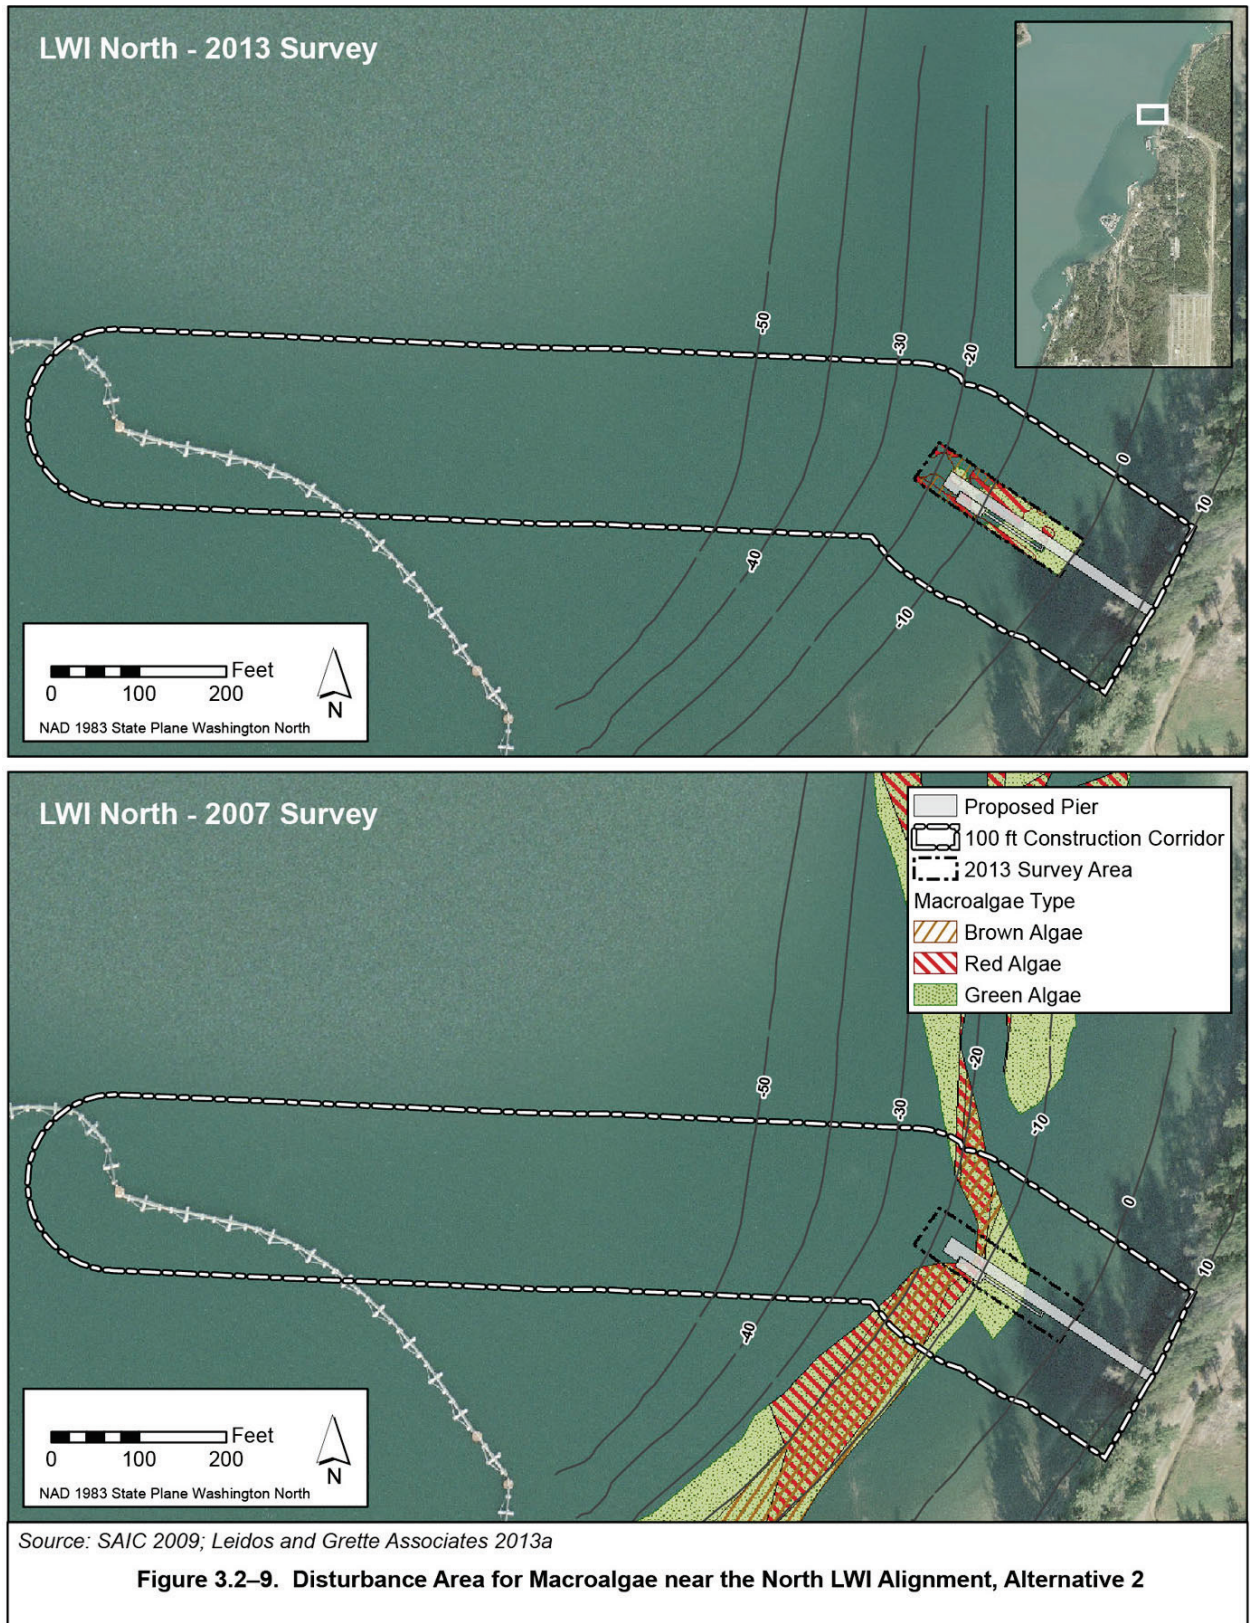 LWI North - 2013 Survey
-50
-30
-20
0
10
-40
-10
Feet
0 100 200
N
NAD 1983 State Plane Washington North
LWI North - 2007 Survey
Proposed Pier
100 ft Construction Corridor
2013 Survey Area
Macroalgae Type
Brown Algae
Red Algae
Green Algae
-20
-50
-30
-10
0
10
-40
Feet
0 100 200
N
NAD 1983 State Plane Washington North
Source: SAIC 2009; Leidos and Grette Associates 2013a
Figure 3.2–9. Disturbance Area for Macroalgae near the North LWI Alignment, Alternative 2